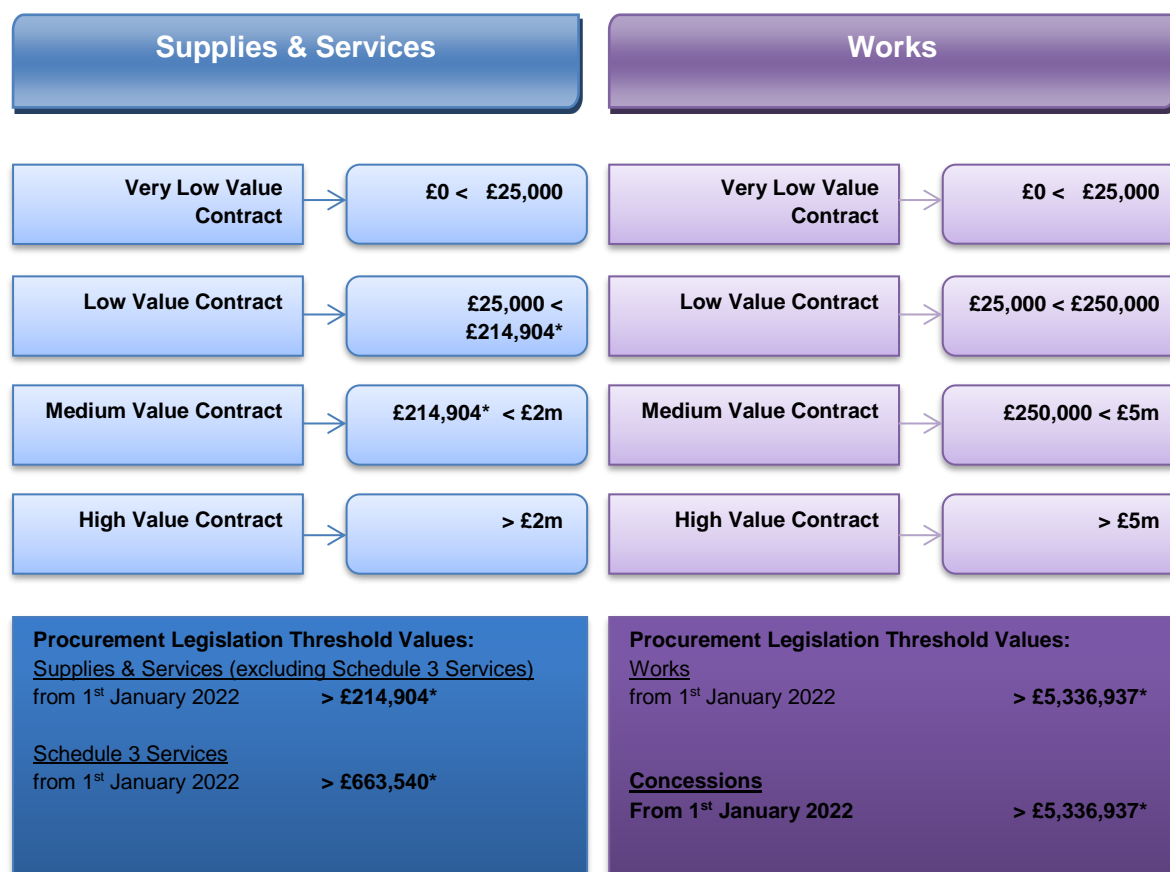 Supplies & Services
Very Low Value
Contract
£0 < £25,000
Low Value Contract
£25,000 <
£214,904*
Medium Value Contract
£214,904* < £2m
High Value Contract
> £2m
Procurement Legislation Threshold Values:
Supplies & Services (excluding Schedule 3 Services)
from 1st January 2022 > £214,904*
Schedule 3 Services
from 1st January 2022 > £663,540*
Works
Very Low Value
Contract
£0 < £25,000
Low Value Contract
£25,000 < £250,000
Medium Value Contract
£250,000 < £5m
High Value Contract
> £5m
Procurement Legislation Threshold Values:
Works
from 1st January 2022 > £5,336,937*
Concessions
From 1st January 2022 > £5,336,937*